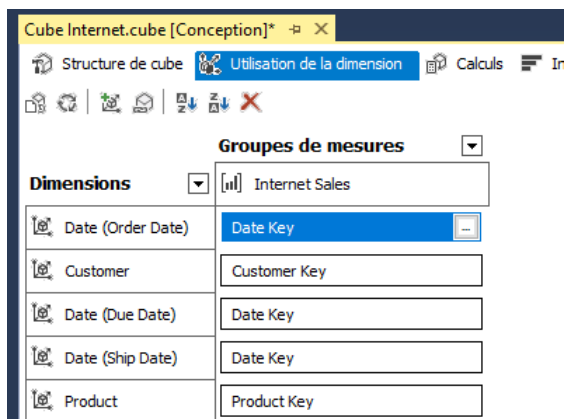 Cube Internet.cube [Conception]*
Structure de cube Utilisation de la dimension Calculs In
Groupes de mesures
Dimensions Internet Sales
Date (Order Date) Date Key ...
Customer Customer Key
Date (Due Date) Date Key
Date (Ship Date) Date Key
Product Product Key